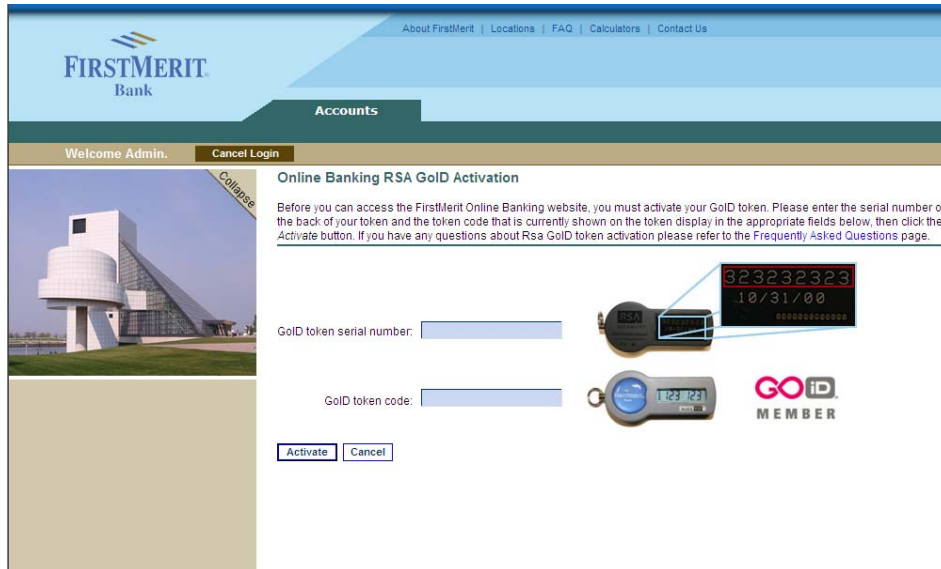 About FirstMerit | Locations | FAQ | Calculators | Contact Us
FIRSTMERIT
Bank
Accounts
Welcome Admin.
Cancel Login
Collapse
Online Banking RSA GoID Activation
Before you can access the FirstMerit Online Banking website, you must activate your GoID token. Please enter the serial number
the back of your token and the token code that is currently shown on the token display in the appropriate fields below, then click the
Activate button. If you have any questions about Rsa GoID token activation please refer to the Frequently Asked Questions page.
323232323
10/31/00
0000000000000
RSA
GoID token serial number:
GoID token code:
1123 1231
GOiD
MEMBER
Activate
Cancel